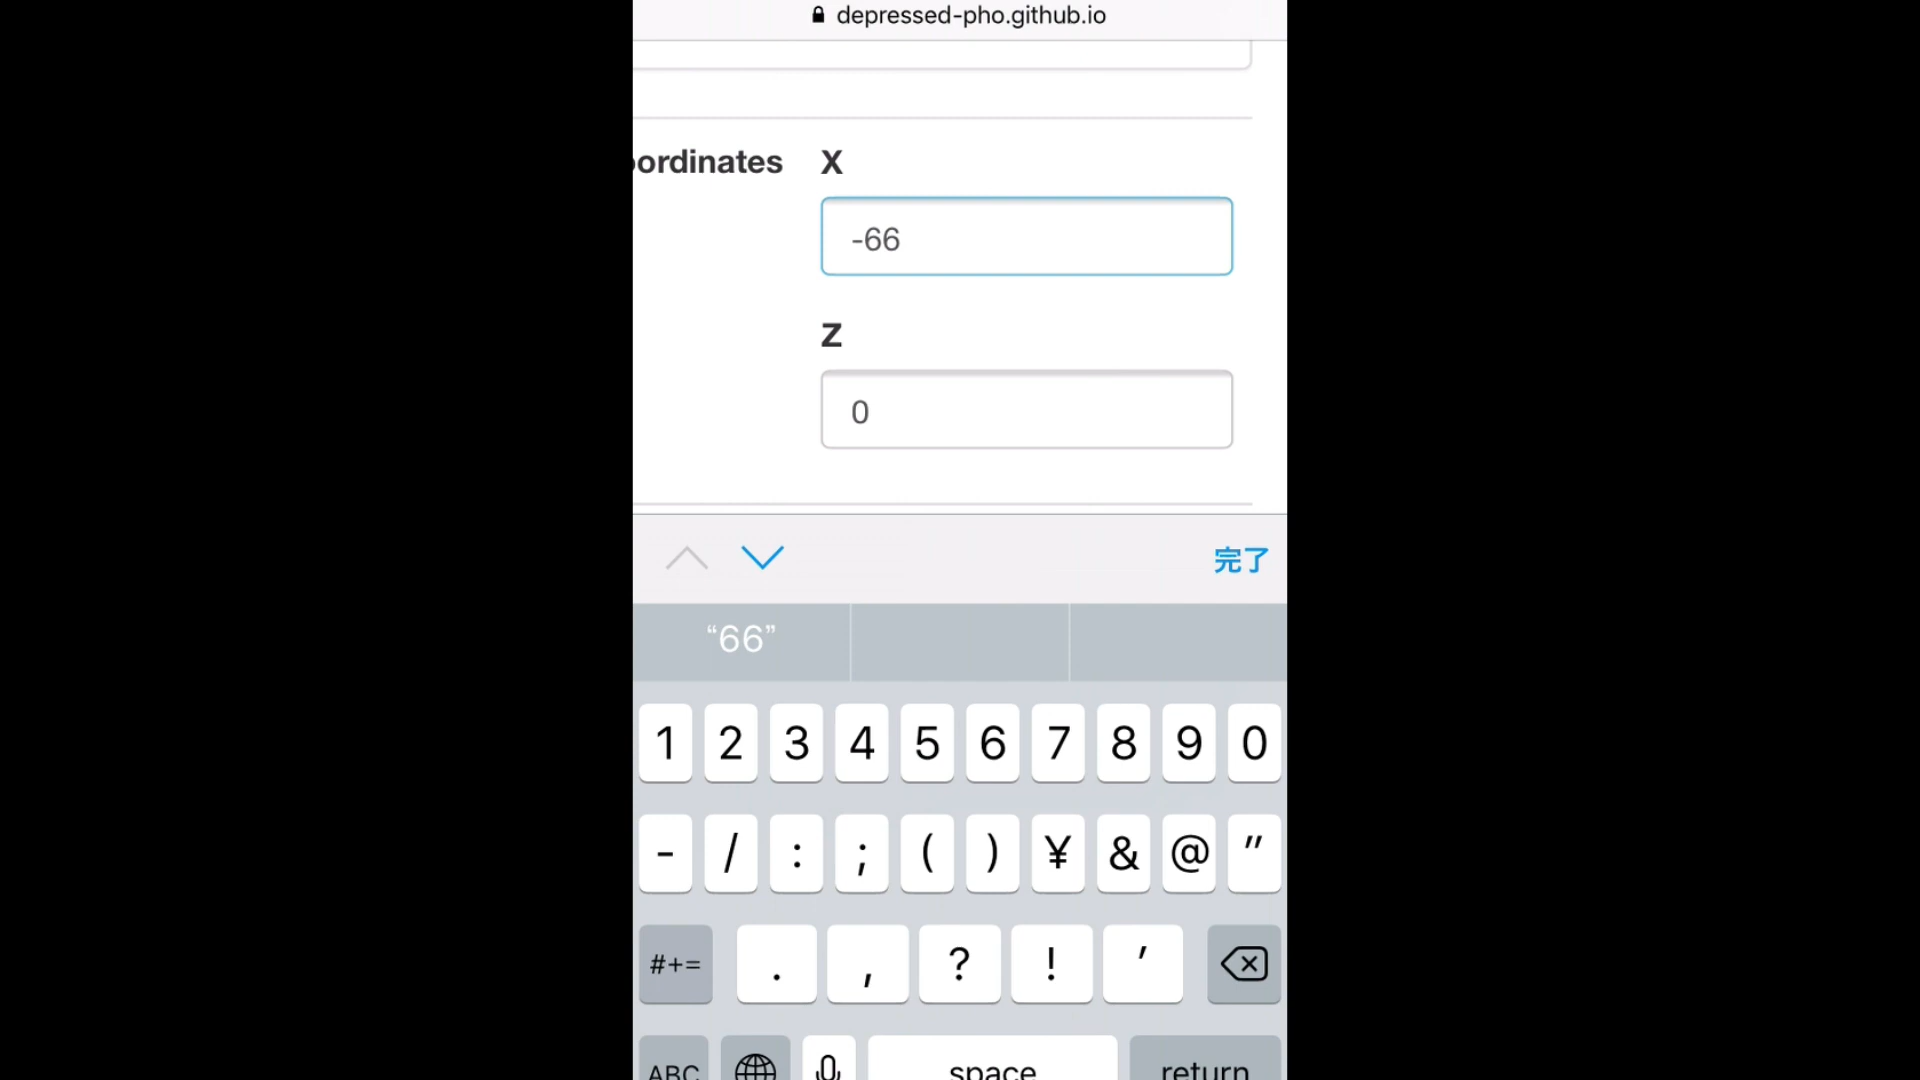 depressed-pho.github.io
ordinates X
-66
Z
0
完了
“66”
1 2 3 4 5 6 7 8 9 0
- / : ; ( ) ¥ & @ "
#+= . , ? ! '
ABC space return